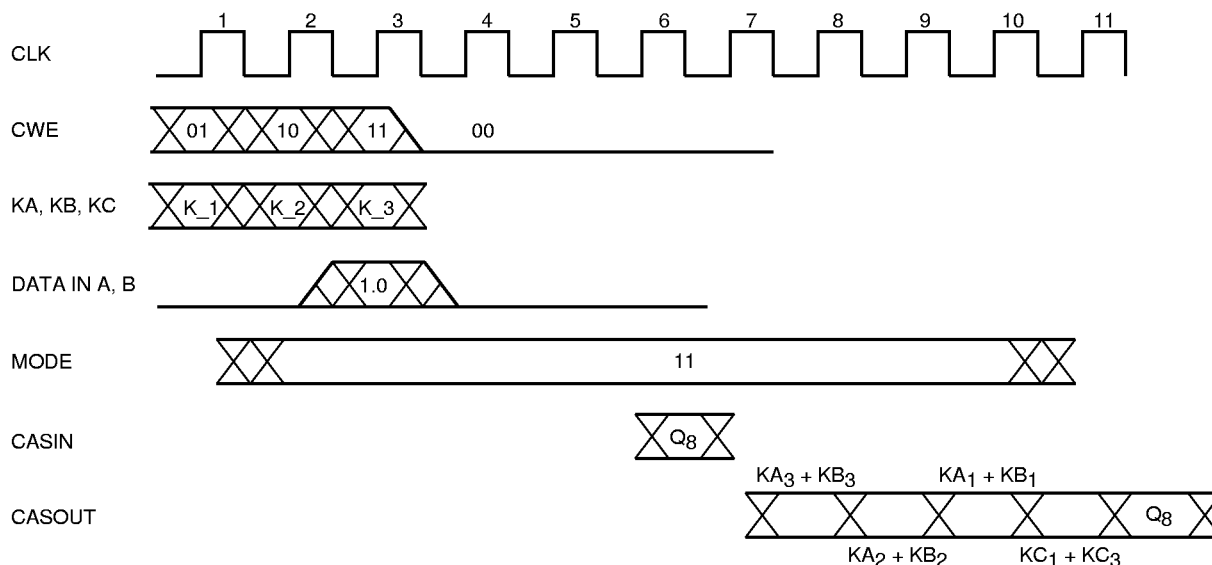 1 2 3 4 5 6 7 8 9 10 11
CLK
CWE 01 10 11 00
KA, KB, KC K_1 K_2 K_3
DATA IN A, B 1.0
MODE 11
CASIN Q8
KA3 + KB3 KA1 + KB1
CASOUT Q8
KA2 + KB2 KC1 + KC3